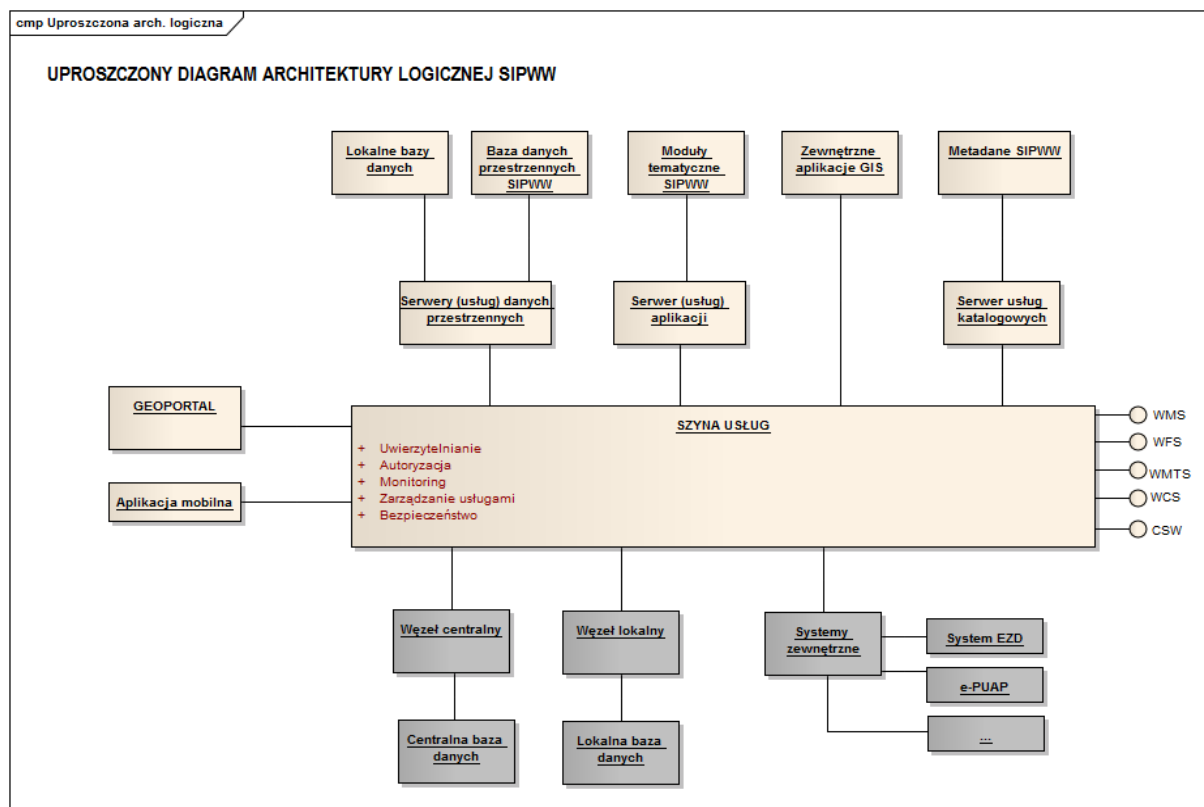 cmp Uproszczona arch. logiczna
UPROSZCZONY DIAGRAM ARCHITEKTURY LOGICZNEJ SIPWW
Lokalne bazy
danych
Baza danych
przestrzennych
SIPWW
Moduły
tematyczne
SIPWW
Zewnętrzne
aplikacje GIS
Metadane SIPWW
Serwery (usług) danych
przestrzennych
Serwer (usług)
aplikacji
Serwer usług
katalogowych
GEOPORTAL
Aplikacja mobilna
SZYNA USŁUG
+ Uwierzytelnianie
+ Autoryzacja
+ Monitoring
+ Zarządzanie usługami
+ Bezpieczeństwo
WMS
WFS
WMTS
WCS
CSW
Węzeł centralny
Węzeł lokalny
Systemy
zewnętrzne
System EZD
e-PUAP
...
Centralna baza
danych
Lokalna baza
danych